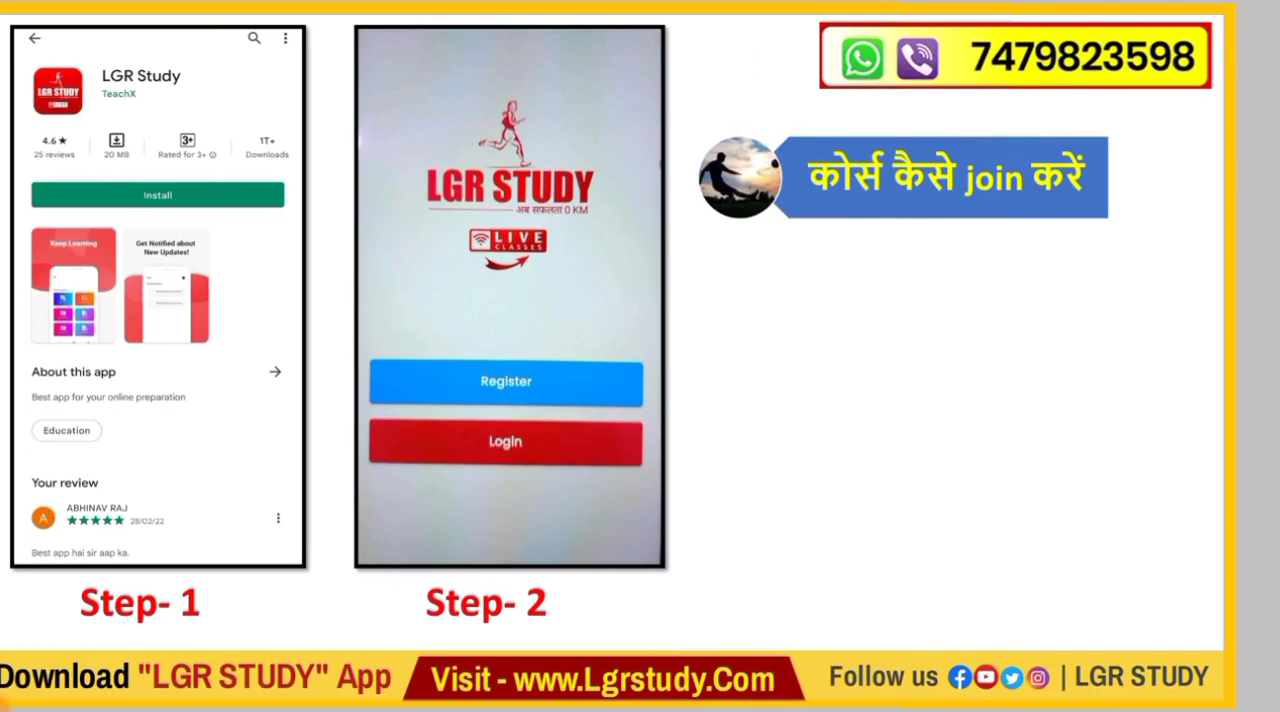 LGR Study
TeachX
LGR STUDY
4.6★
25 reviews
20 MB
3+
Rated for 3+
1T+
Downloads
Install
Keep Learning
Get Notified about
New Updates!
About this app
Best app for your online preparation
Education
Your review
A
ABHINAV RAJ
★★★★★ 28/02/22
Best app hai sir aap ka.
Step- 1
LGR STUDY
अब सफलता 0 KM
LIVE
CLASSES
Register
Login
Step- 2
7479823598
कोर्स कैसे join करें
Download "LGR STUDY" App
Visit - www.Lgrstudy.Com
Follow us | LGR STUDY